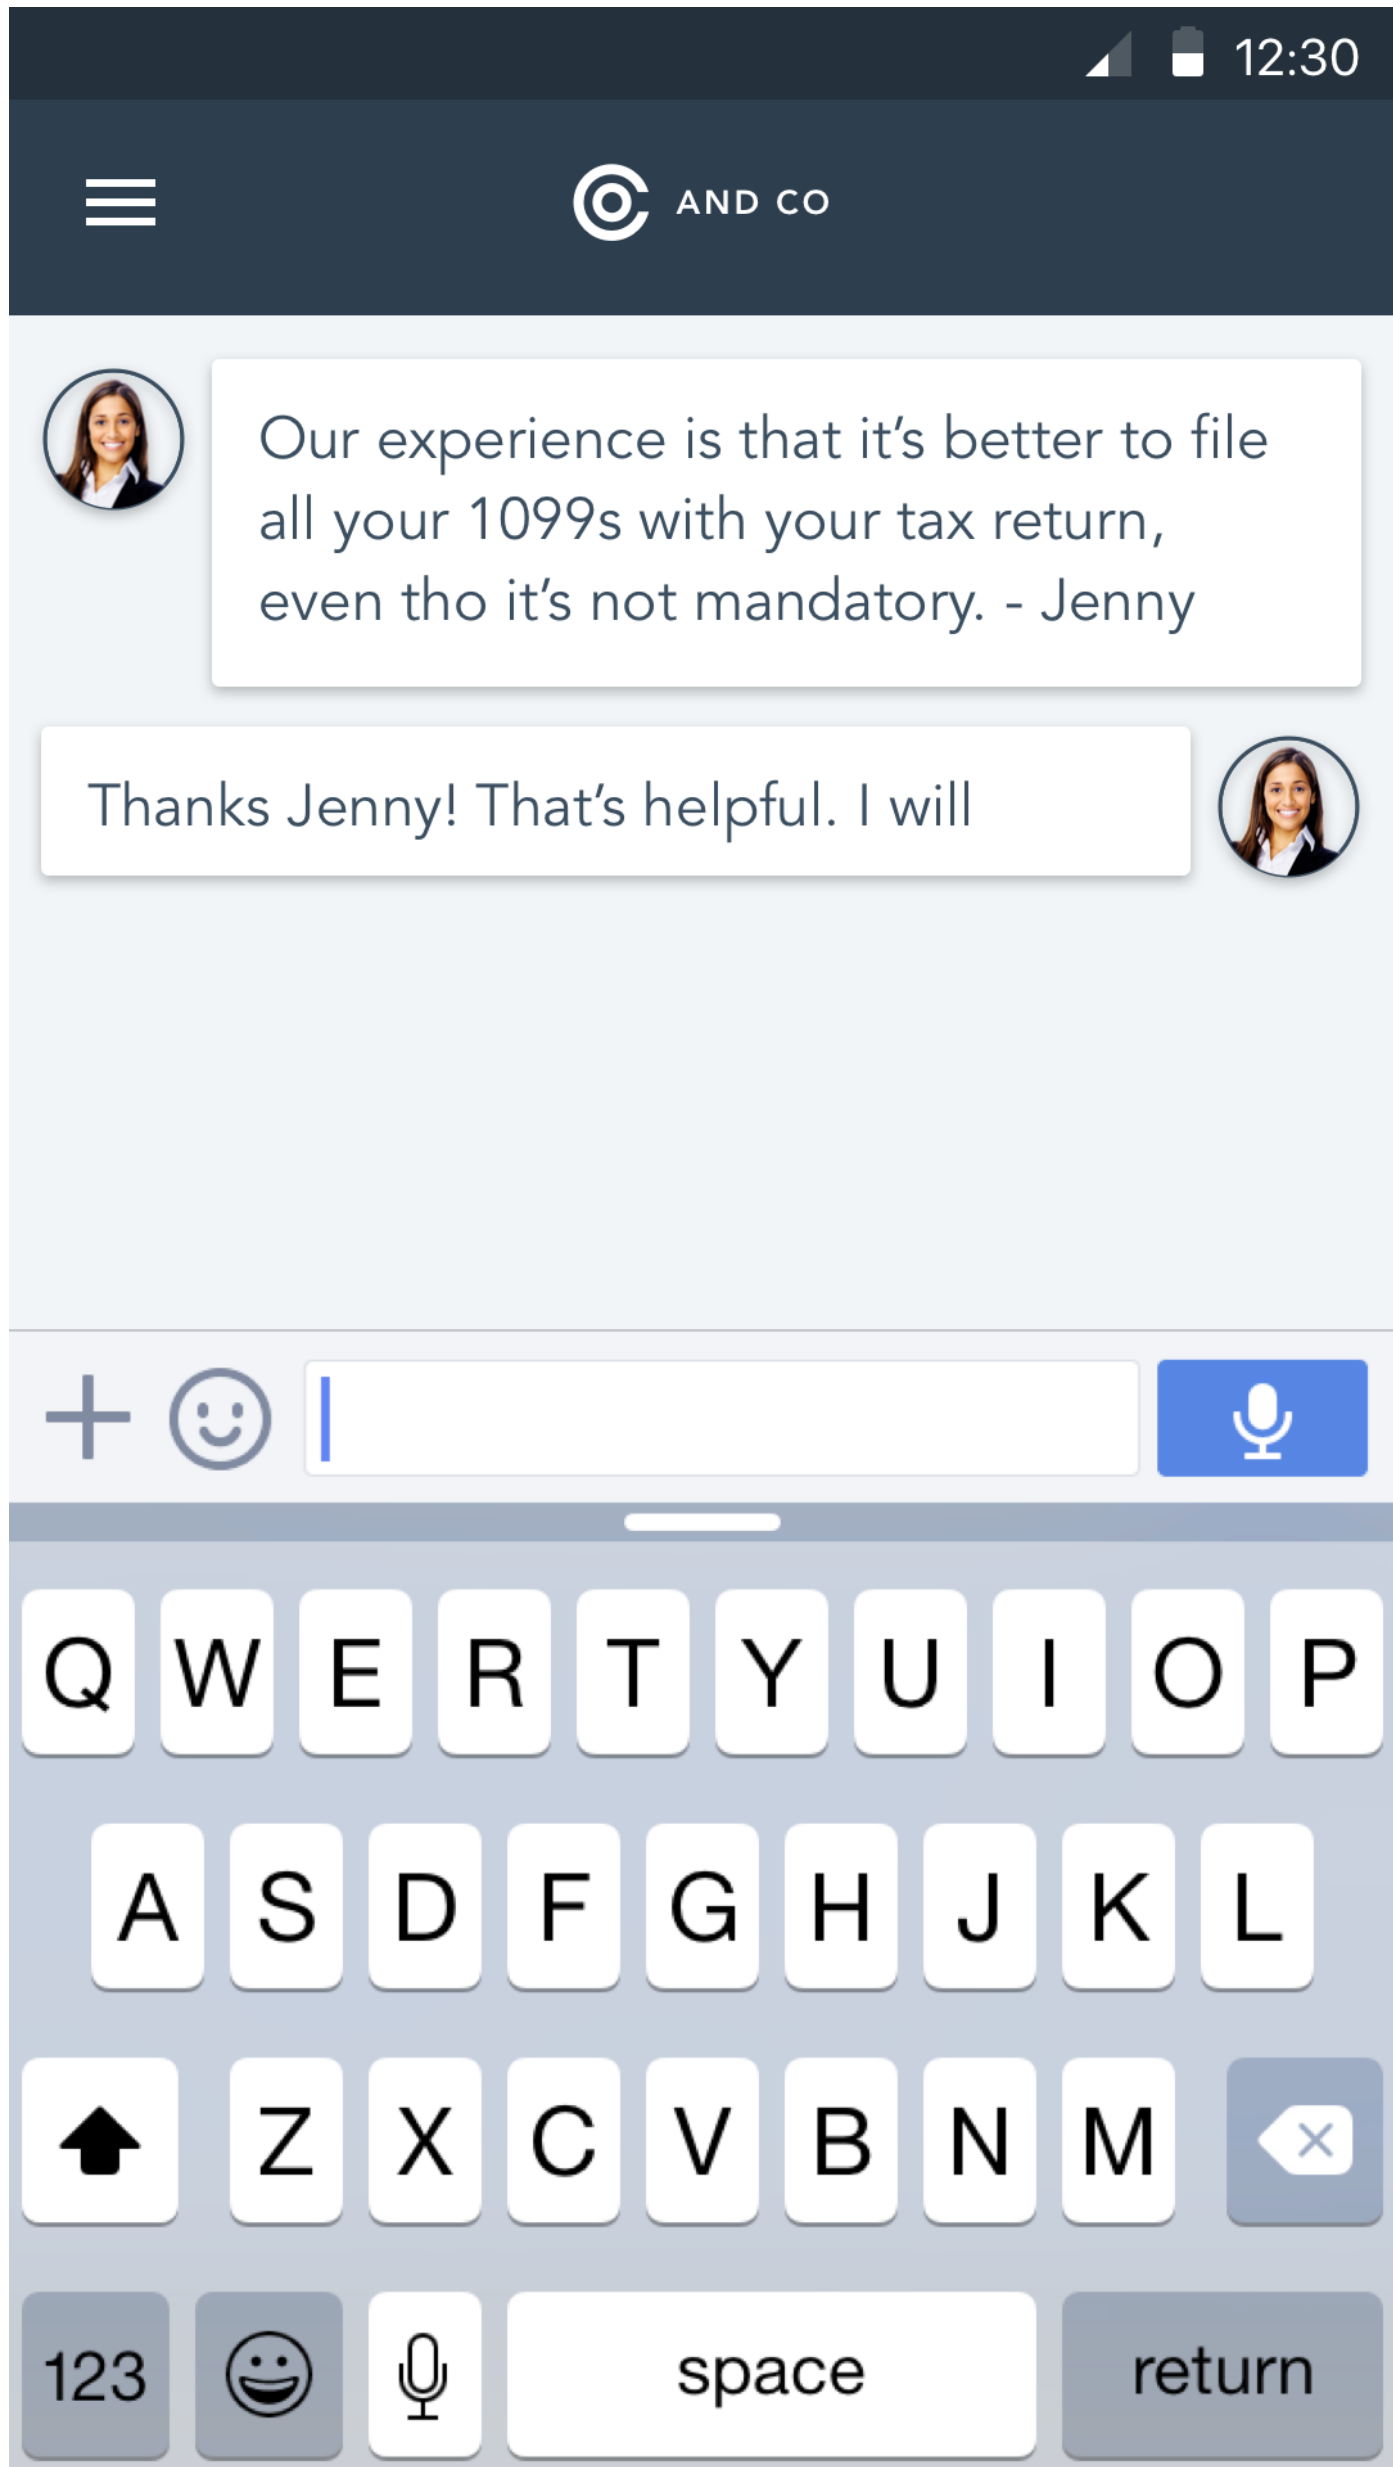 12:30
AND CO
Our experience is that it’s better to file
all your 1099s with your tax return,
even tho it’s not mandatory. - Jenny
Thanks Jenny! That’s helpful. I will
Q W E R T Y U I O P
A S D F G H J K L
Z X C V B N M
123 space return